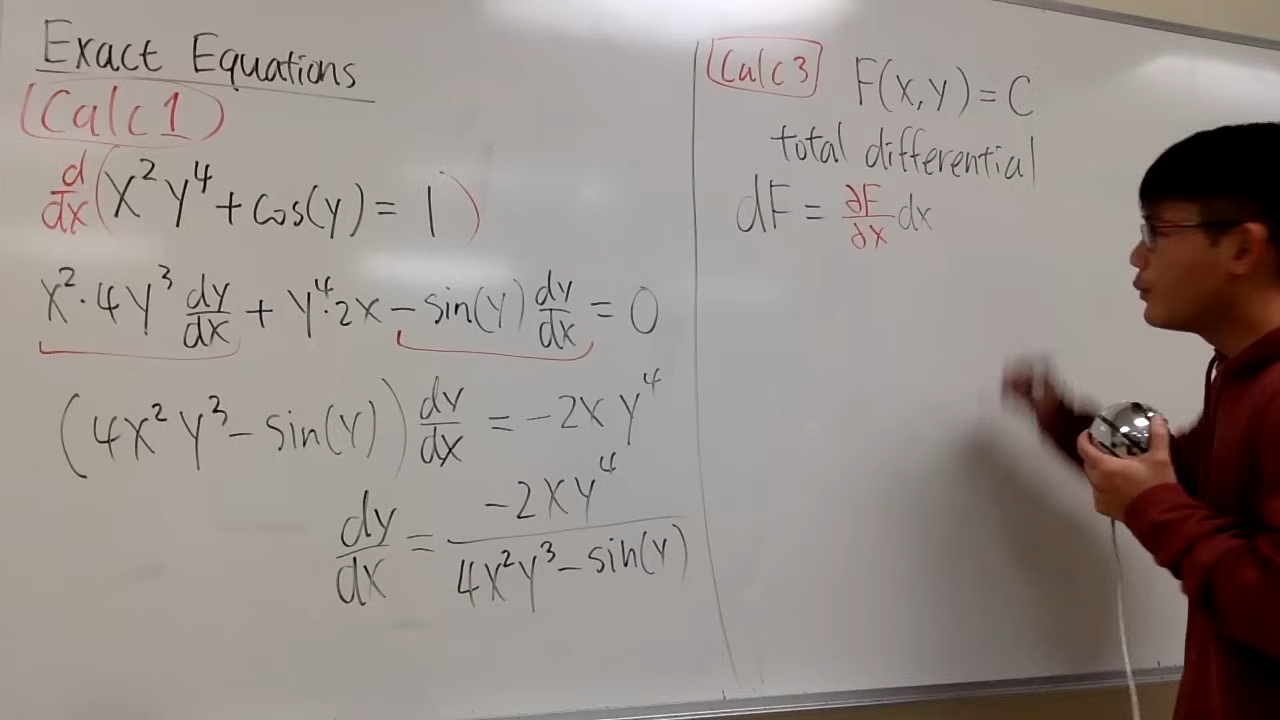 Exact Equations
Calc 1
d/dx (x²y⁴ + cos(y) = 1)
x²·4y³ dy/dx + y⁴·2x - sin(y) dy/dx = 0
(4x²y³ - sin(y)) dy/dx = -2xy⁴
dy/dx = -2xy⁴ / 4x²y³ - sin(y)
Calc 3
F(x,y) = C
total differential
dF = ∂F/∂x dx